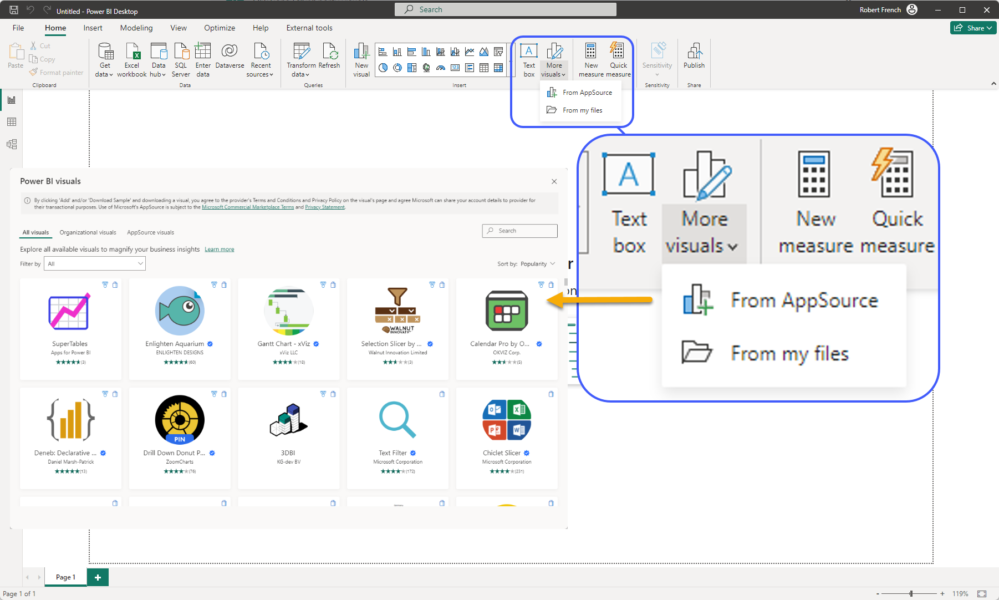 Untitled - Power BI Desktop
Search
Robert French
File Home Insert Modeling View Optimize Help External tools
Share
Paste
Cut
Copy
Format painter
Clipboard
Get data
Excel workbook
Data hub
SQL Server
Enter data
Dataverse
Recent sources
Data
Transform data
Refresh
Queries
New visual
123
Insert
A
Text box
More visuals
New measure
Quick measure
Sensitivity
Sensitivity
Publish
Share
From AppSource
From my files
Power BI visuals
By clicking 'Add' and/or 'Download Sample' and downloading a visual, you agree to the provider's Terms and Conditions and Privacy Policy on the visual's page and agree Microsoft can share your account details to provider for
their transactional purposes. Use of Microsoft's AppSource is subject to the Microsoft Commercial Marketplace Terms and Privacy Statement.
All visuals Organizational visuals AppSource visuals
Search
Explore all available visuals to magnify your business insights Learn more
Filter by All
Sort by: Popularity
SuperTables
Apps for Power BI
(3)
Enlighten Aquarium
ENLIGHTEN DESIGNS
(60)
Gantt Chart - xViz
xViz LLC
(18)
WALNUT
INNOVATIONS
Selection Slicer by ...
Walnut Innovation Limited
(3)
Calendar Pro by O...
OKVIZ Corp.
(5)
Deneb: Declarative ...
Daniel Marsh-Patrick
(13)
PIN
Drill Down Donut P...
ZoomCharts
(76)
3DBI
KG-dev BV
Text Filter
Microsoft Corporation
(172)
Chiclet Slicer
Microsoft Corporation
(231)
r
on
A
Text box
More visuals
New measure
Quick measure
From AppSource
From my files
Page 1
+
Page 1 of 1
- + 119%